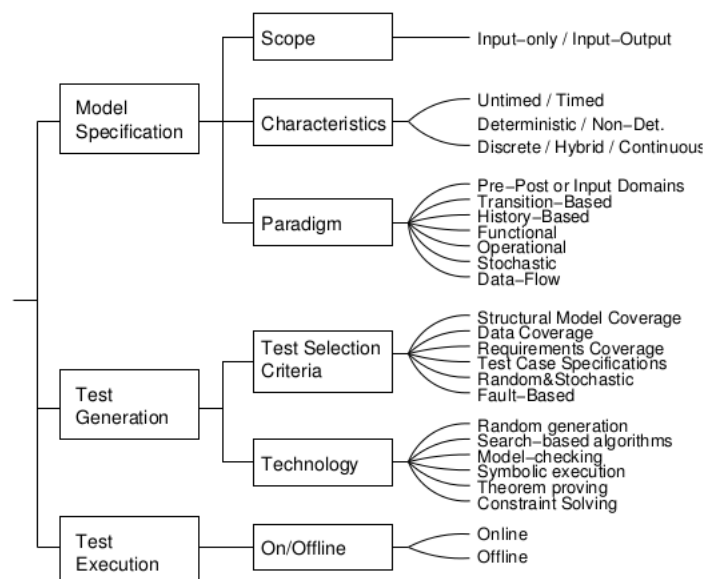 Scope
Input-only / Input-Output
Model
Specification
Characteristics
Untimed / Timed
Deterministic / Non-Det.
Discrete / Hybrid / Continuous
Paradigm
Pre-Post or Input Domains
Transition-Based
History-Based
Functional
Operational
Stochastic
Data-Flow
Test
Generation
Test Selection
Criteria
Structural Model Coverage
Data Coverage
Requirements Coverage
Test Case Specifications
Random&Stochastic
Fault-Based
Technology
Random generation
Search-based algorithms
Model-checking
Symbolic execution
Theorem proving
Constraint Solving
Test
Execution
On/Offline
Online
Offline